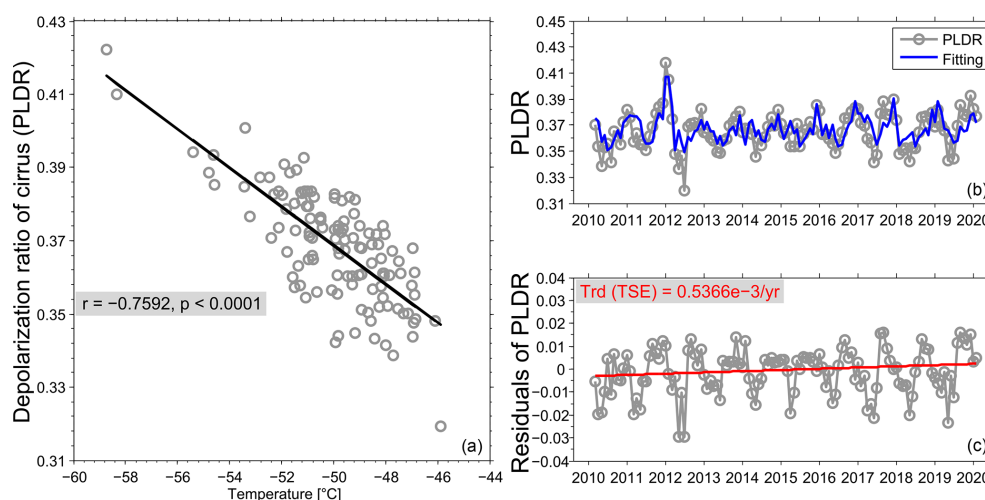 0.43
0.41
0.39
0.37
0.35
0.33
0.31
Depolarization ratio of cirrus (PLDR)
r = −0.7592, p < 0.0001
(a)
−60 −58 −56 −54 −52 −50 −48 −46 −44
Temperature [°C]
0.45
0.43
0.41
0.39
0.37
0.35
0.33
0.31
PLDR
PLDR
Fitting
(b)
2010 2011 2012 2013 2014 2015 2016 2017 2018 2019 2020
0.04
0.03
0.02
0.01
0
−0.01
−0.02
−0.03
−0.04
Residuals of PLDR
Trd (TSE) = 0.5366e−3/yr
(c)
2010 2011 2012 2013 2014 2015 2016 2017 2018 2019 2020